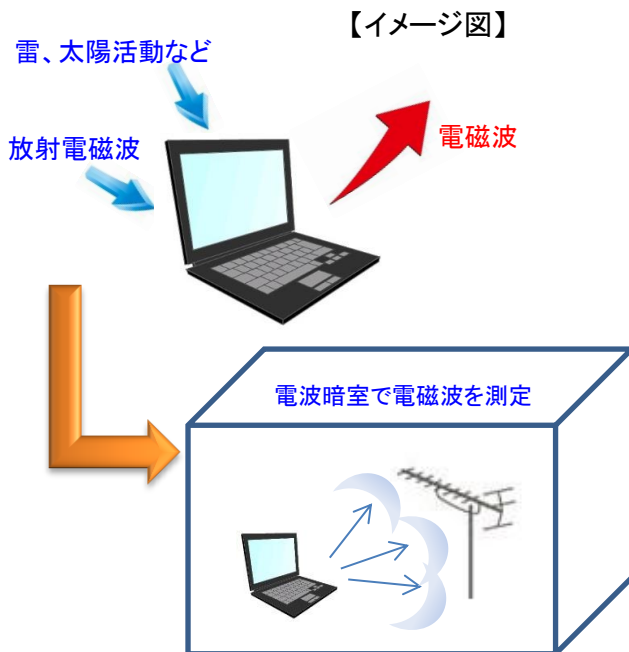 【イメージ図】
雷、太陽活動など
放射電磁波
電磁波
電波暗室で電磁波を測定